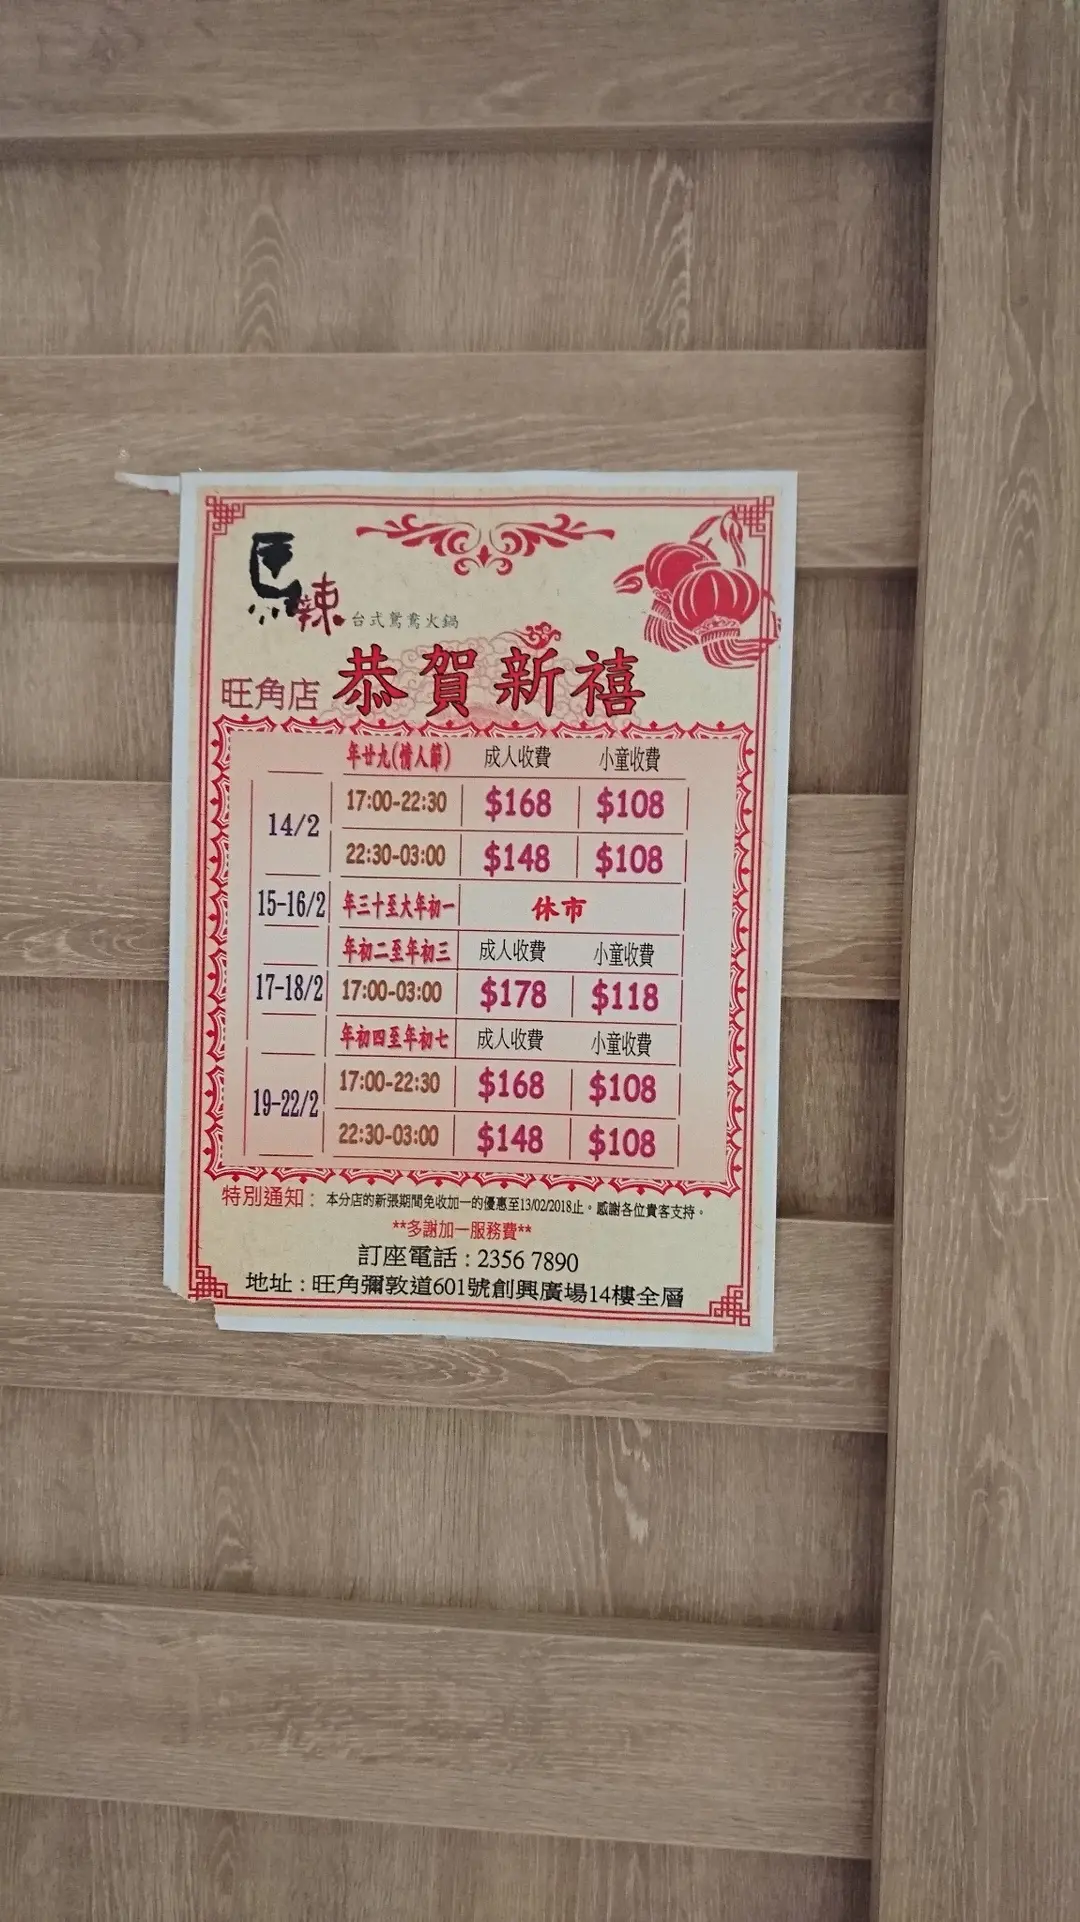 馬辣 台式鴛鴦火鍋
旺角店 恭賀新禧
年廿九(情人節) 成人收費 小童收費
14/2 17:00-22:30 $168 $108
22:30-03:00 $148 $108
15-16/2 年三十至大年初一 休市
年初二至年初三 成人收費 小童收費
17-18/2 17:00-03:00 $178 $118
年初四至年初七 成人收費 小童收費
19-22/2 17:00-22:30 $168 $108
22:30-03:00 $148 $108
特別通知： 本分店的新張期間免收加一的優惠至13/02/2018止。感謝各位貴客支持。
**多謝加一服務費**
訂座電話 : 2356 7890
地址 : 旺角彌敦道601號創興廣場14樓全層